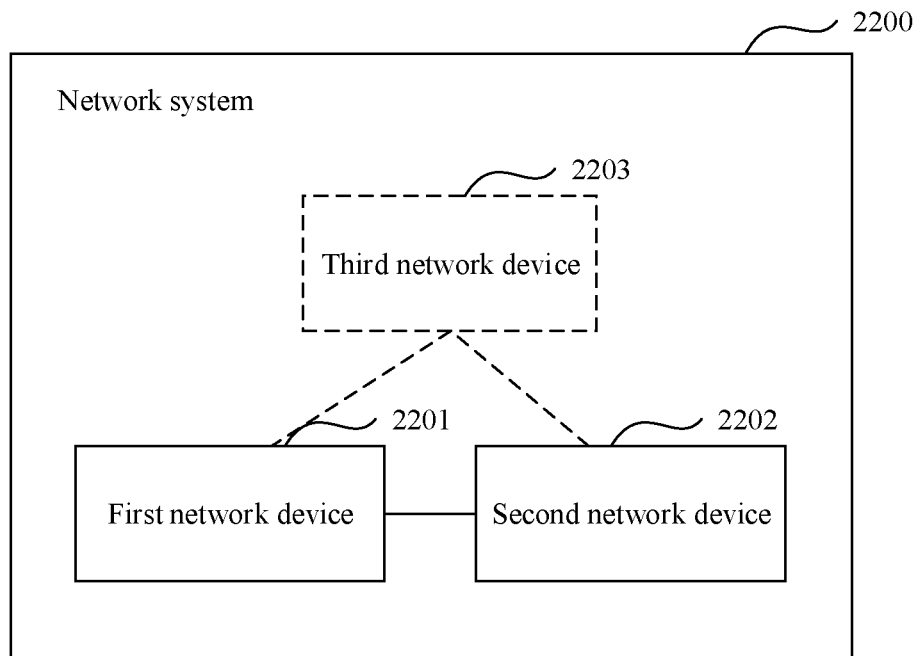 2200
Network system
2203
Third network device
2201
2202
First network device
Second network device